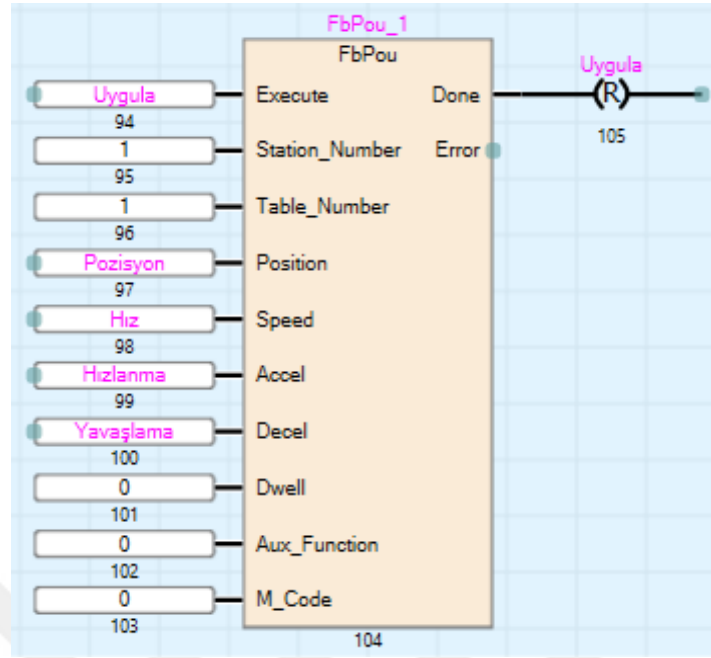 FbPou_1
FbPou
Uygula
Uygula Execute Done (R)
94 105
1 Station_Number Error
95
1 Table_Number
96
Pozisyon Position
97
Hız Speed
98
Hızlanma Accel
99
Yavaşlama Decel
100
0 Dwell
101
0 Aux_Function
102
0 M_Code
103 104